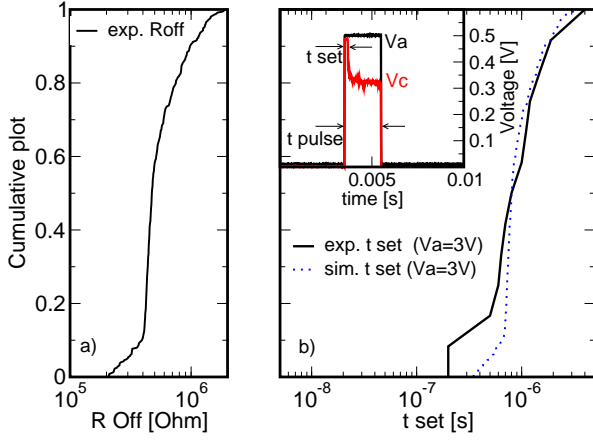 exp. Roff
Cumulative plot
1
0.8
0.6
0.4
0.2
0
a)
10^5
10^6
R Off [Ohm]
Va
t set
Vc
t pulse
0.5
0.4
0.3
0.2
0.1
Voltage [V]
0.005
0.01
time [s]
exp. t set (Va=3V)
sim. t set (Va=3V)
b)
10^-8
10^-7
10^-6
t set [s]